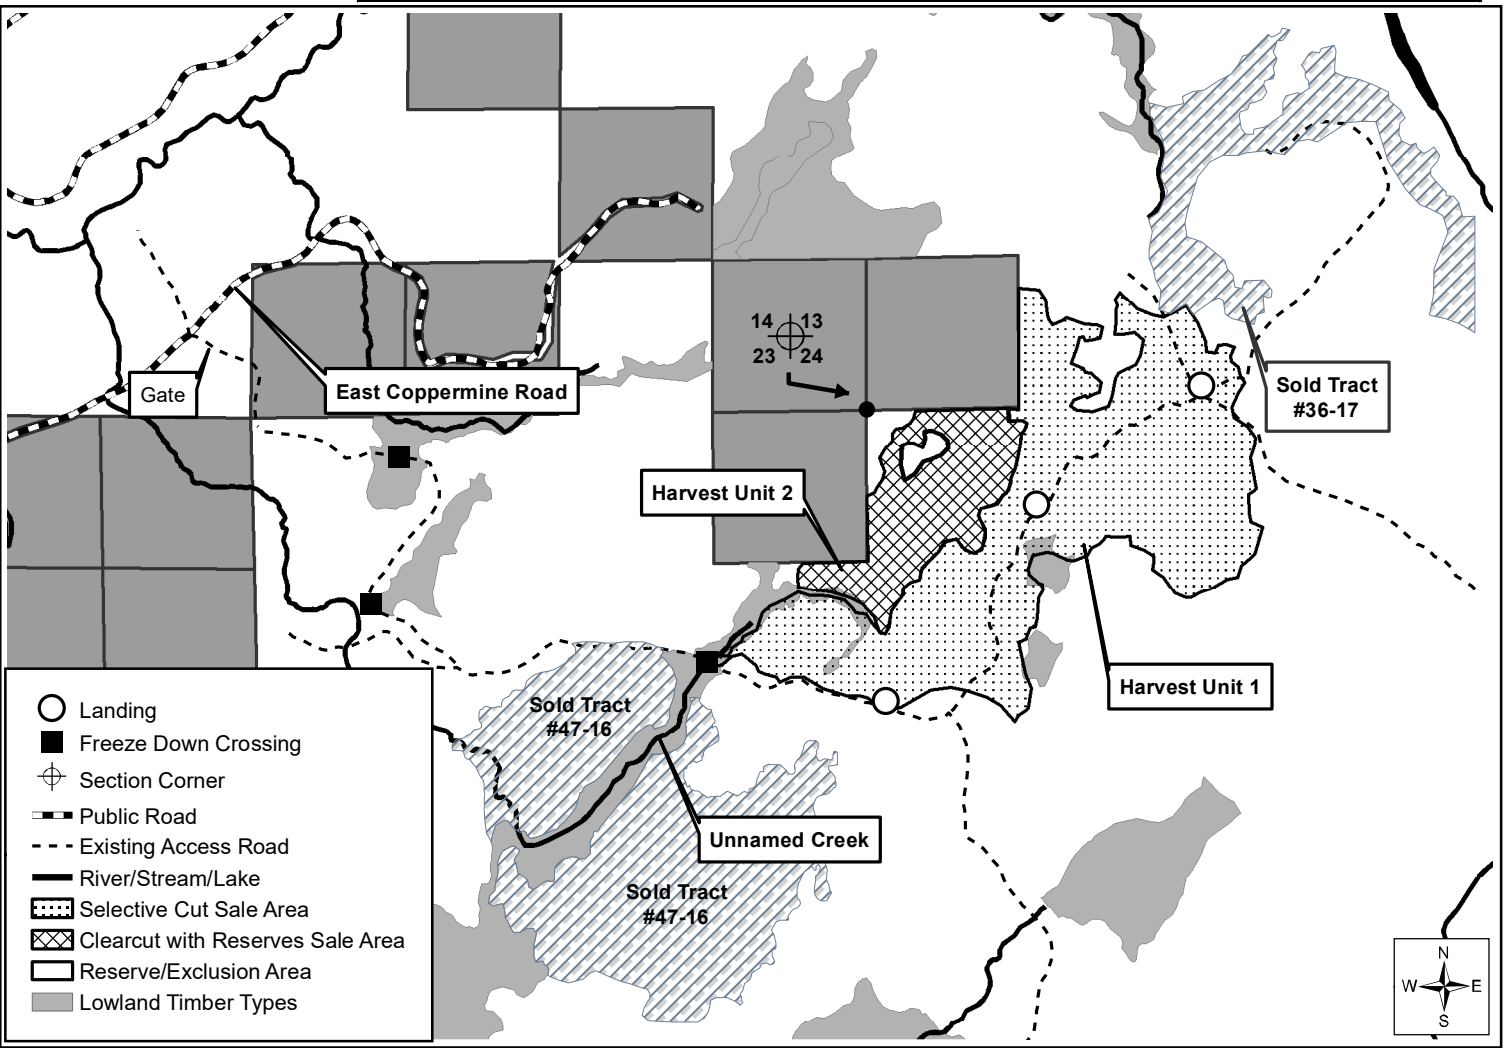 14 13
23 24
Gate
East Coppermine Road
Sold Tract
#36-17
Harvest Unit 2
Harvest Unit 1
Sold Tract
#47-16
Unnamed Creek
Sold Tract
#47-16
Landing
Freeze Down Crossing
Section Corner
Public Road
Existing Access Road
River/Stream/Lake
Selective Cut Sale Area
Clearcut with Reserves Sale Area
Reserve/Exclusion Area
Lowland Timber Types
N
W E
S